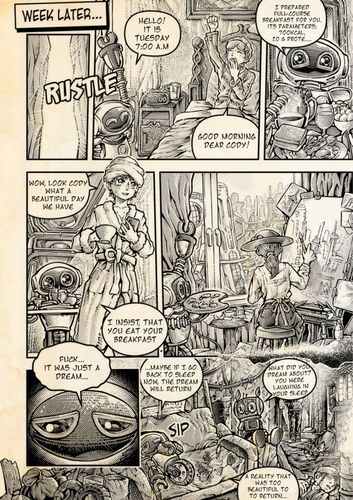 WEEK LATER...
RUSTLE
HELLO!
IT IS
TUESDAY
7:00 A.M
GOOD MORNING
DEAR CODY!
I PREPARED
FULL-COURSE
BREAKFAST FOR YOU,
ITS PARAMETERS:
700KCAL,
20 G PROTE...
WOW, LOOK CODY
WHAT A
BEAUTIFUL DAY
WE HAVE
I INSIST, THAT
YOU EAT YOUR
BREAKFAST
FUCK...
IT WAS JUST A
DREAM...
...MAYBE IF I GO
BACK TO SLEEP
NOW, THE DREAM
WILL RETURN
SIP
WHAT DID YOU
DREAM ABOUT?
YOU WERE
LAUGHING IN
YOUR SLEEP
A REALITY THAT
WAS TOO
BEAUTIFUL TO
TO RETURN...